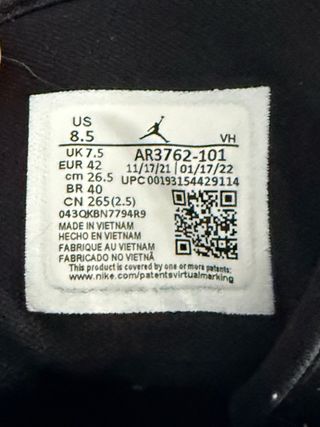 US
8.5
VH
UK 7.5
EUR 42
cm 26.5
BR 40
CN 265(2.5)
AR3762-101
11/17/21 | 01/17/22
UPC 00193154429114
043QKBN7794R9
MADE IN VIETNAM
HECHO EN VIETNAM
FABRIQUE AU VIETNAM
FABRICADO NO VIETNÃ
This product is covered by one or more patents:
www.nike.com/patentsvirtualmarking